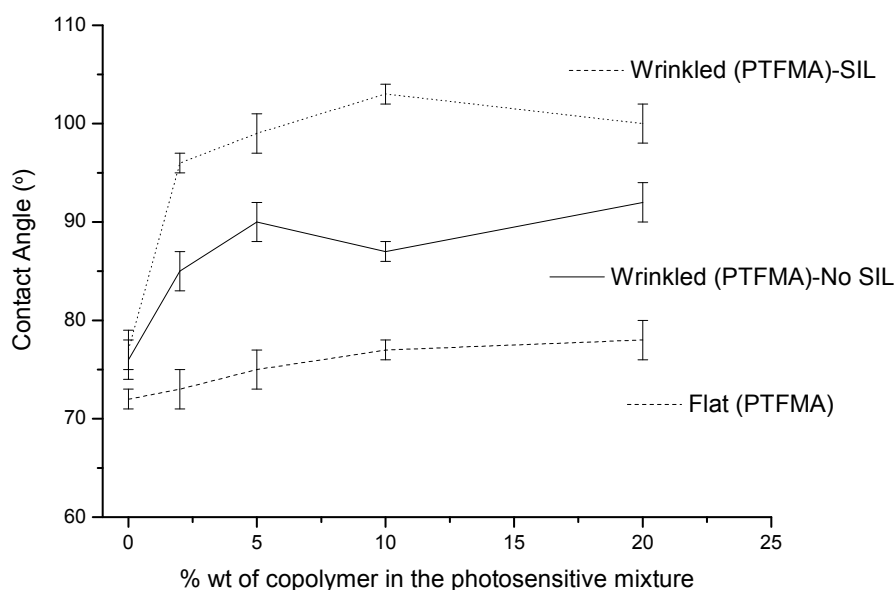 110
100
90
80
70
60
Contact Angle (º)
Wrinkled (PTFMA)-SIL
Wrinkled (PTFMA)-No SIL
Flat (PTFMA)
0 5 10 15 20 25
% wt of copolymer in the photosensitive mixture